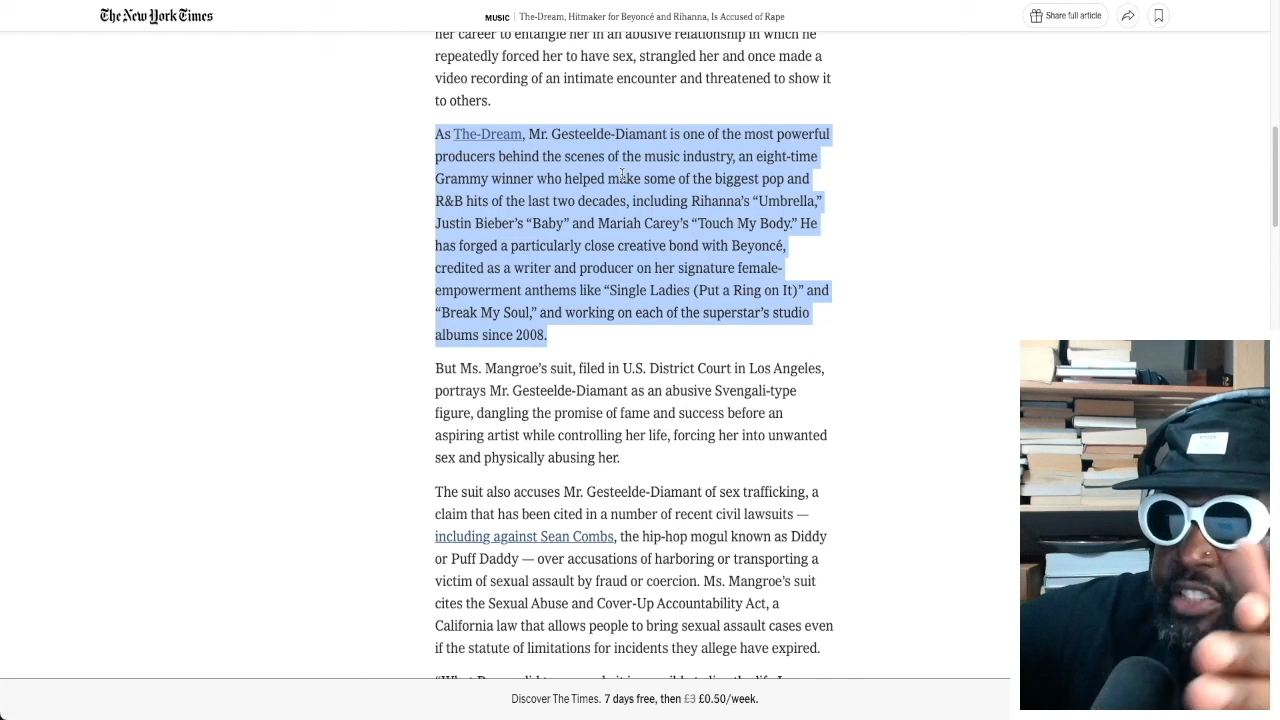 The New York Times
MUSIC | The-Dream, Hitmaker for Beyoncé and Rihanna, Is Accused of Rape
Share full article
her career to entangle her in an abusive relationship in which he
repeatedly forced her to have sex, strangled her and once made a
video recording of an intimate encounter and threatened to show it
to others.
As The-Dream, Mr. Gesteelde-Diamant is one of the most powerful
producers behind the scenes of the music industry, an eight-time
Grammy winner who helped make some of the biggest pop and
R&B hits of the last two decades, including Rihanna’s “Umbrella,”
Justin Bieber’s “Baby” and Mariah Carey’s “Touch My Body.” He
has forged a particularly close creative bond with Beyoncé,
credited as a writer and producer on her signature female-
empowerment anthems like “Single Ladies (Put a Ring on It)” and
“Break My Soul,” and working on each of the superstar’s studio
albums since 2008.
But Ms. Mangroe’s suit, filed in U.S. District Court in Los Angeles,
portrays Mr. Gesteelde-Diamant as an abusive Svengali-type
figure, dangling the promise of fame and success before an
aspiring artist while controlling her life, forcing her into unwanted
sex and physically abusing her.
The suit also accuses Mr. Gesteelde-Diamant of sex trafficking, a
claim that has been cited in a number of recent civil lawsuits —
including against Sean Combs, the hip-hop mogul known as Diddy
or Puff Daddy — over accusations of harboring or transporting a
victim of sexual assault by fraud or coercion. Ms. Mangroe’s suit
cites the Sexual Abuse and Cover-Up Accountability Act, a
California law that allows people to bring sexual assault cases even
if the statute of limitations for incidents they allege have expired.
Discover The Times. 7 days free, then £3 £0.50/week.